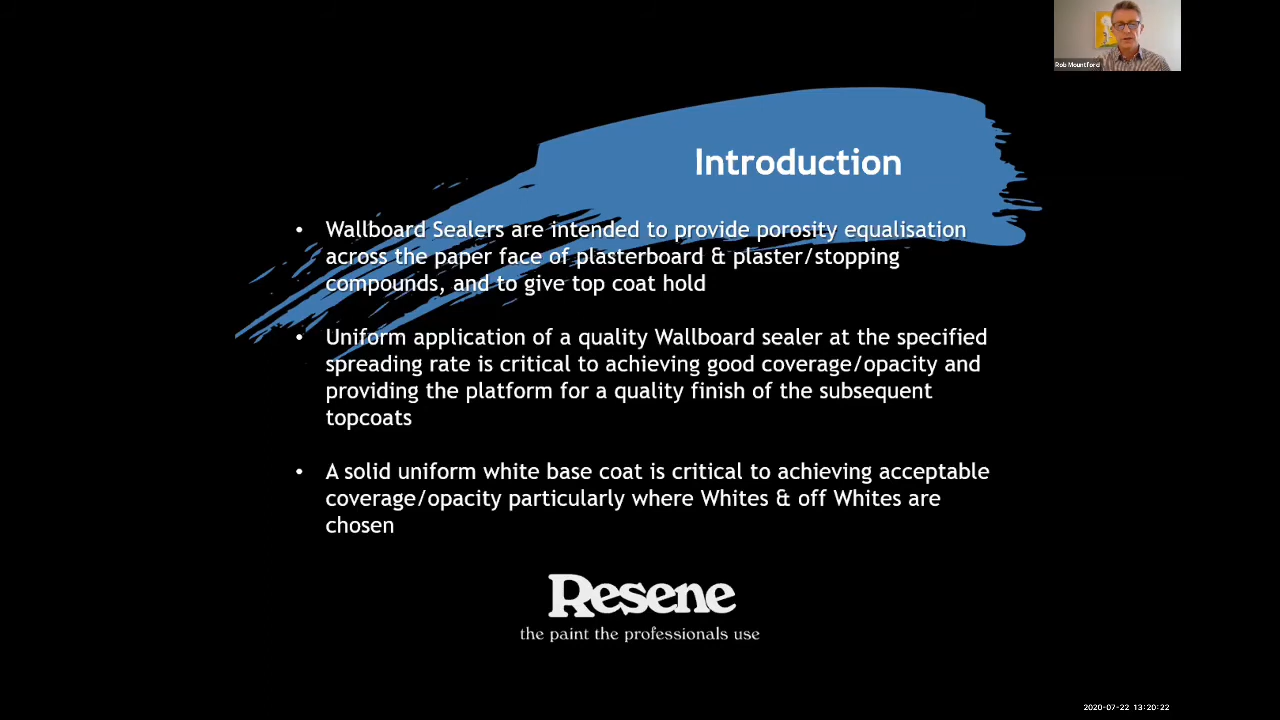 Rob Mountford
Introduction
• Wallboard Sealers are intended to provide porosity equalisation
across the paper face of plasterboard & plaster/stopping
compounds, and to give top coat hold
• Uniform application of a quality Wallboard sealer at the specified
spreading rate is critical to achieving good coverage/opacity and
providing the platform for a quality finish of the subsequent
topcoats
• A solid uniform white base coat is critical to achieving acceptable
coverage/opacity particularly where Whites & off Whites are
chosen
Resene
the paint the professionals use
2020-07-22 13:20:22